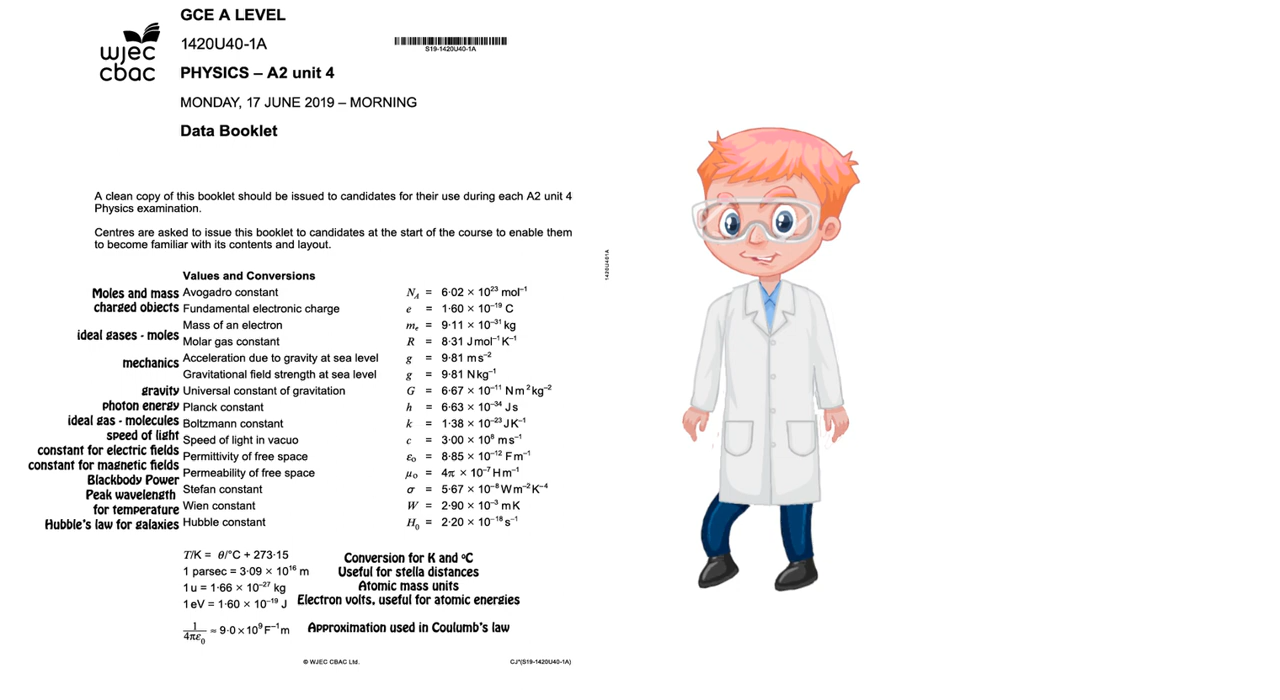 GCE A LEVEL
wjec
cbac
1420U40-1A
S19-1420U40-1A
PHYSICS – A2 unit 4
MONDAY, 17 JUNE 2019 – MORNING
Data Booklet
A clean copy of this booklet should be issued to candidates for their use during each A2 unit 4
Physics examination.
Centres are asked to issue this booklet to candidates at the start of the course to enable them
to become familiar with its contents and layout.
1420U401A
Values and Conversions
Moles and mass Avogadro constant N_A = 6·02 × 10²³ mol⁻¹
charged objects Fundamental electronic charge e = 1·60 × 10⁻¹⁹ C
Mass of an electron mₑ = 9·11 × 10⁻³¹ kg
ideal gases - moles Molar gas constant R = 8·31 J mol⁻¹ K⁻¹
mechanics Acceleration due to gravity at sea level g = 9·81 m s⁻²
Gravitational field strength at sea level g = 9·81 N kg⁻¹
gravity Universal constant of gravitation G = 6·67 × 10⁻¹¹ N m² kg⁻²
photon energy Planck constant h = 6·63 × 10⁻³⁴ J s
ideal gas - molecules Boltzmann constant k = 1·38 × 10⁻²³ J K⁻¹
speed of light Speed of light in vacuo c = 3·00 × 10⁸ m s⁻¹
constant for electric fields Permittivity of free space ε₀ = 8·85 × 10⁻¹² F m⁻¹
constant for magnetic fields Permeability of free space μ₀ = 4π × 10⁻⁷ H m⁻¹
Blackbody Power Stefan constant σ = 5·67 × 10⁻⁸ W m⁻² K⁻⁴
Peak wavelength
for temperature Wien constant W = 2·90 × 10⁻³ m K
Hubble's law for galaxies Hubble constant H₀ = 2·20 × 10⁻¹⁸ s⁻¹
T/K = θ/°C + 273·15 Conversion for K and °C
1 parsec = 3·09 × 10¹⁶ m Useful for stella distances
1 u = 1·66 × 10⁻²⁷ kg Atomic mass units
1 eV = 1·60 × 10⁻¹⁹ J Electron volts, useful for atomic energies
1/4πε₀ ≈ 9·0 × 10⁹ F⁻¹ m Approximation used in Coulumb's law
© WJEC CBAC Ltd. CJ*(S19-1420U40-1A)